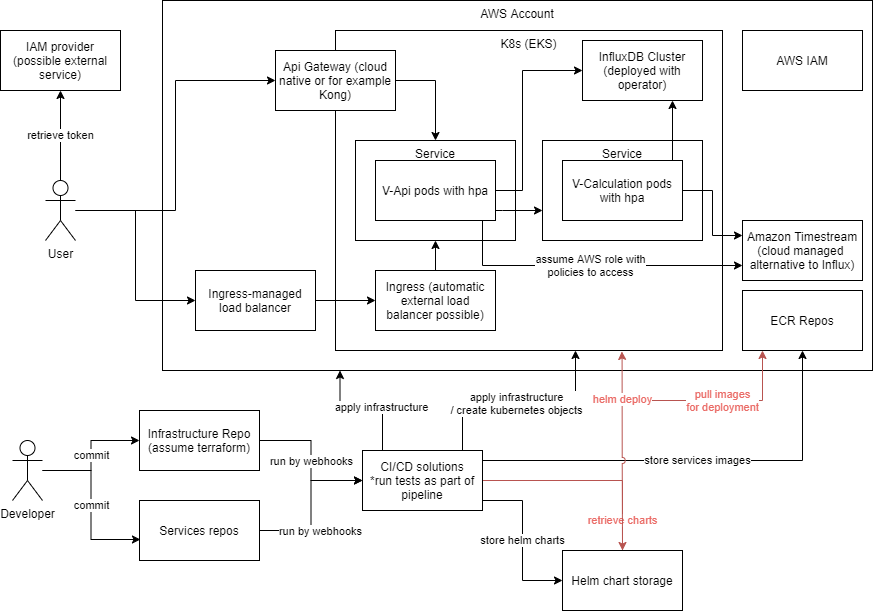 AWS Account
K8s (EKS)
IAM provider
(possible external
service)
Api Gateway (cloud
native or for example
Kong)
InfluxDB Cluster
(deployed with
operator)
AWS IAM
retrieve token
User
Service
V-Api pods with hpa
Service
V-Calculation pods
with hpa
Amazon Timestream
(cloud managed
alternative to Influx)
assume AWS role with
policies to access
Ingress-managed
load balancer
Ingress (automatic
external load
balancer possible)
ECR Repos
apply infrastructure
apply infrastructure
/ create kubernetes objects
helm deploy
pull images
for deployment
Developer
commit
commit
Infrastructure Repo
(assume terraform)
Services repos
run by webhooks
run by webhooks
CI/CD solutions
*run tests as part of
pipeline
store services images
retrieve charts
store helm charts
Helm chart storage